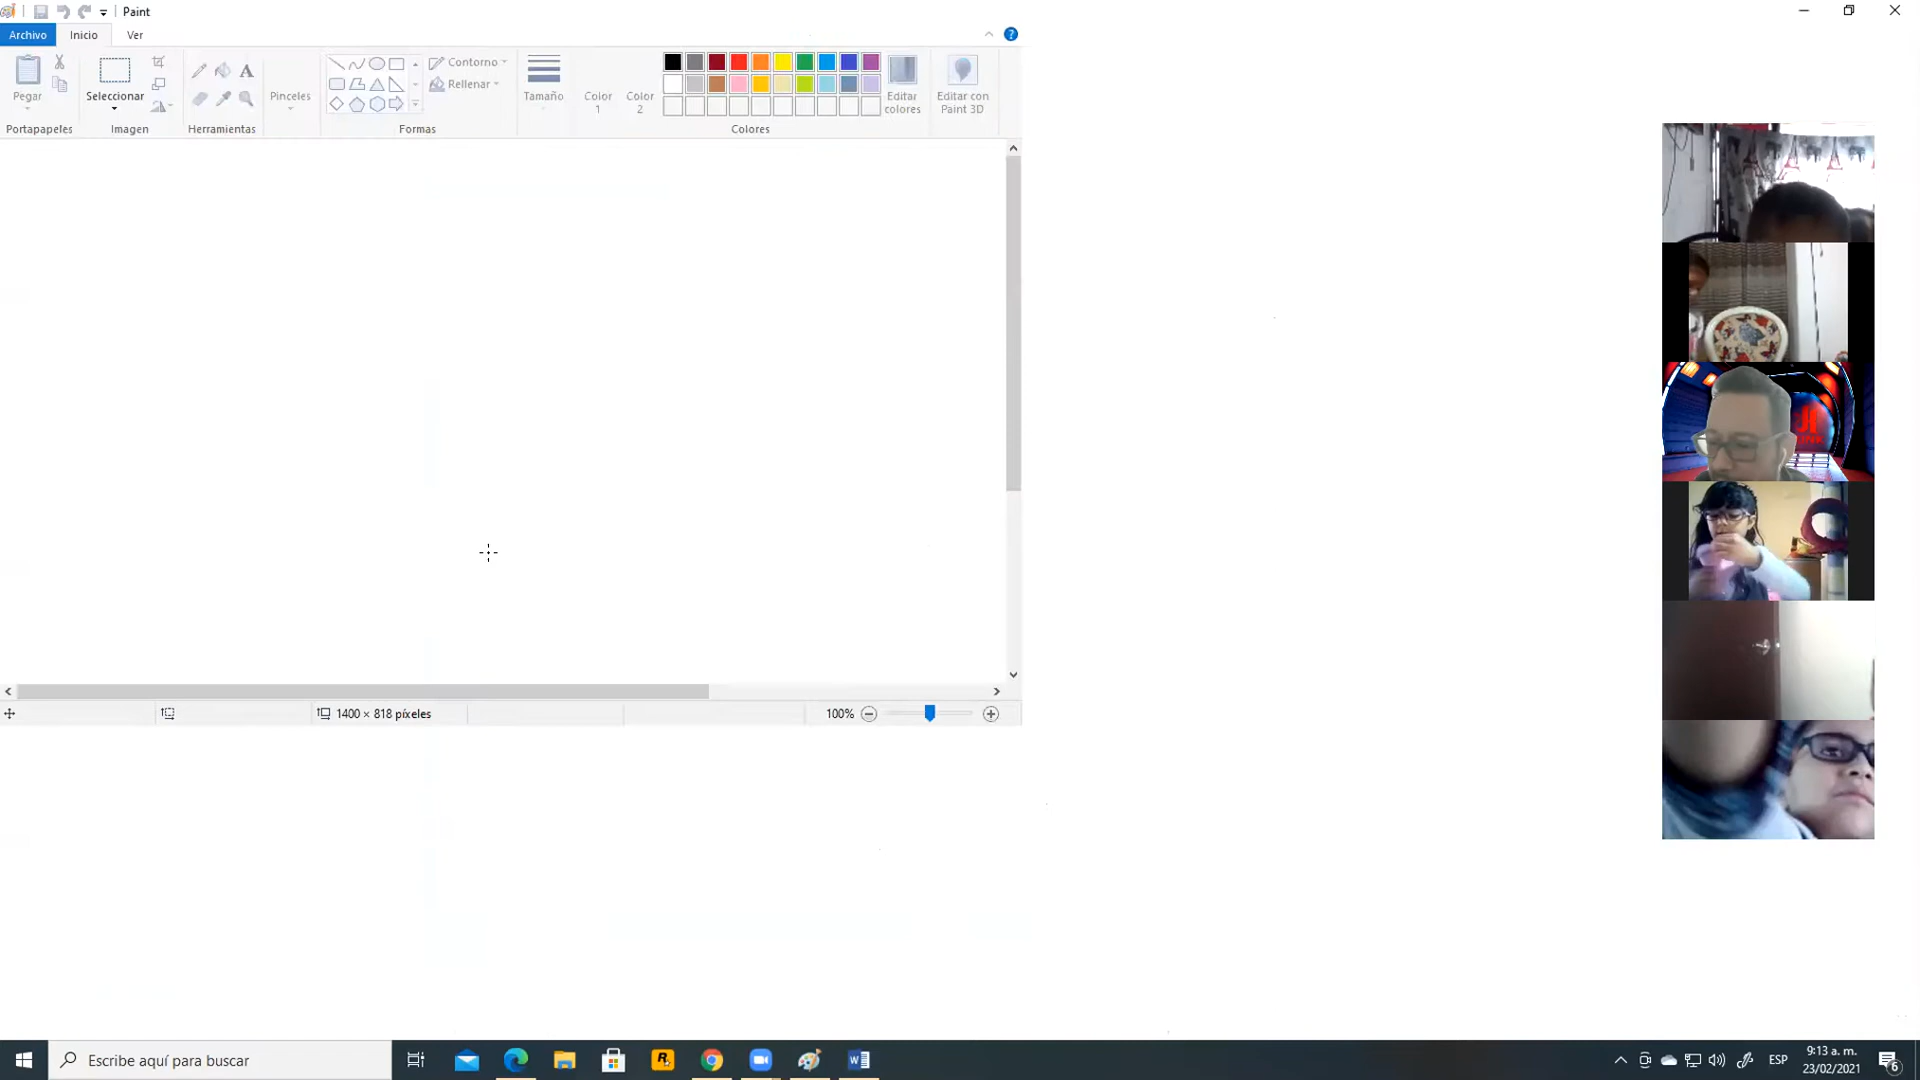 Paint
Archivo Inicio Ver
Pegar
Portapapeles
Seleccionar
Imagen
Herramientas
Pinceles
Contorno
Rellenar
Formas
Tamaño
Color 1
Color 2
Editar colores
Colores
Editar con Paint 3D
1400 × 818 píxeles
100%
Escribe aquí para buscar
ESP
9:13 a. m.
23/02/2021
6